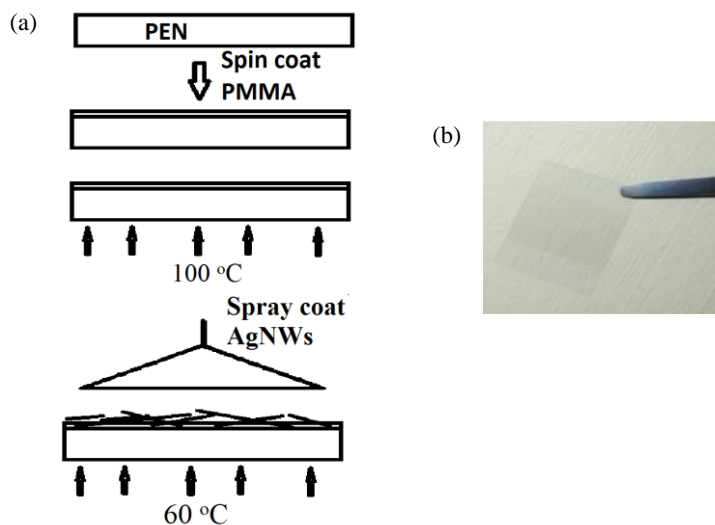 (a)
PEN
Spin coat
PMMA
100 °C
Spray coat
AgNWs
60 °C
(b)